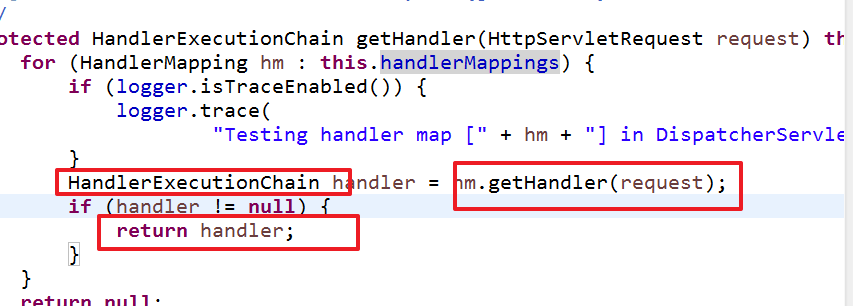 /
otected HandlerExecutionChain getHandler(HttpServletRequest request) th
for (HandlerMapping hm : this.handlerMappings) {
if (logger.isTraceEnabled()) {
logger.trace(
"Testing handler map [" + hm + "] in DispatcherServle
}
HandlerExecutionChain handler = hm.getHandler(request);
if (handler != null) {
return handler;
}
}
return null;